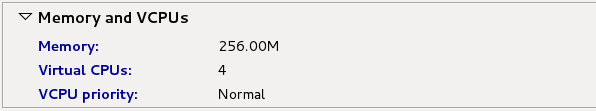 Memory and VCPUs
Memory: 256.00M
Virtual CPUs: 4
VCPU priority: Normal